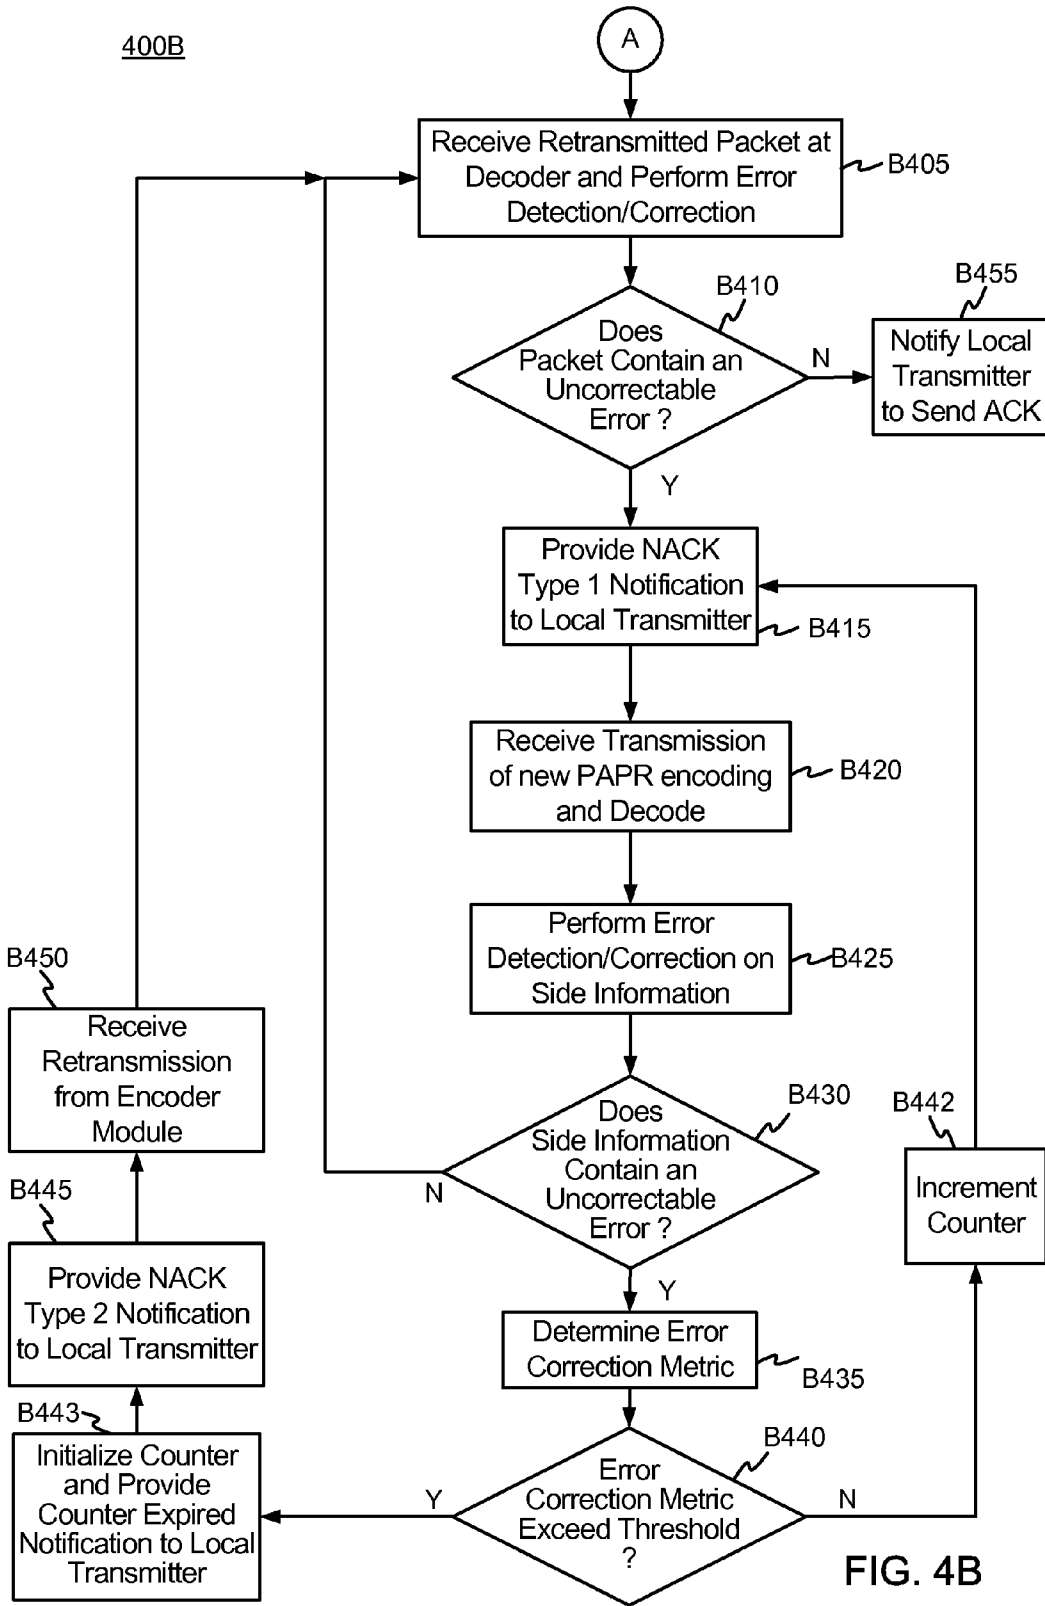 400B
A
Receive Retransmitted Packet at
Decoder and Perform Error
Detection/Correction
B405
B410
Does
Packet Contain an
Uncorrectable
Error ?
N
B455
Notify Local
Transmitter
to Send ACK
Y
Provide NACK
Type 1 Notification
to Local Transmitter
B415
Receive Transmission
of new PAPR encoding
and Decode
B420
Perform Error
Detection/Correction on
Side Information
B425
B450
Receive
Retransmission
from Encoder
Module
B430
Does
Side Information
Contain an
Uncorrectable
Error ?
N
B442
Increment
Counter
B445
Provide NACK
Type 2 Notification
to Local Transmitter
Y
Determine Error
Correction Metric
B435
B443
Initialize Counter
and Provide
Counter Expired
Notification to Local
Transmitter
Y
B440
Error
Correction Metric
Exceed Threshold
?
N
FIG. 4B